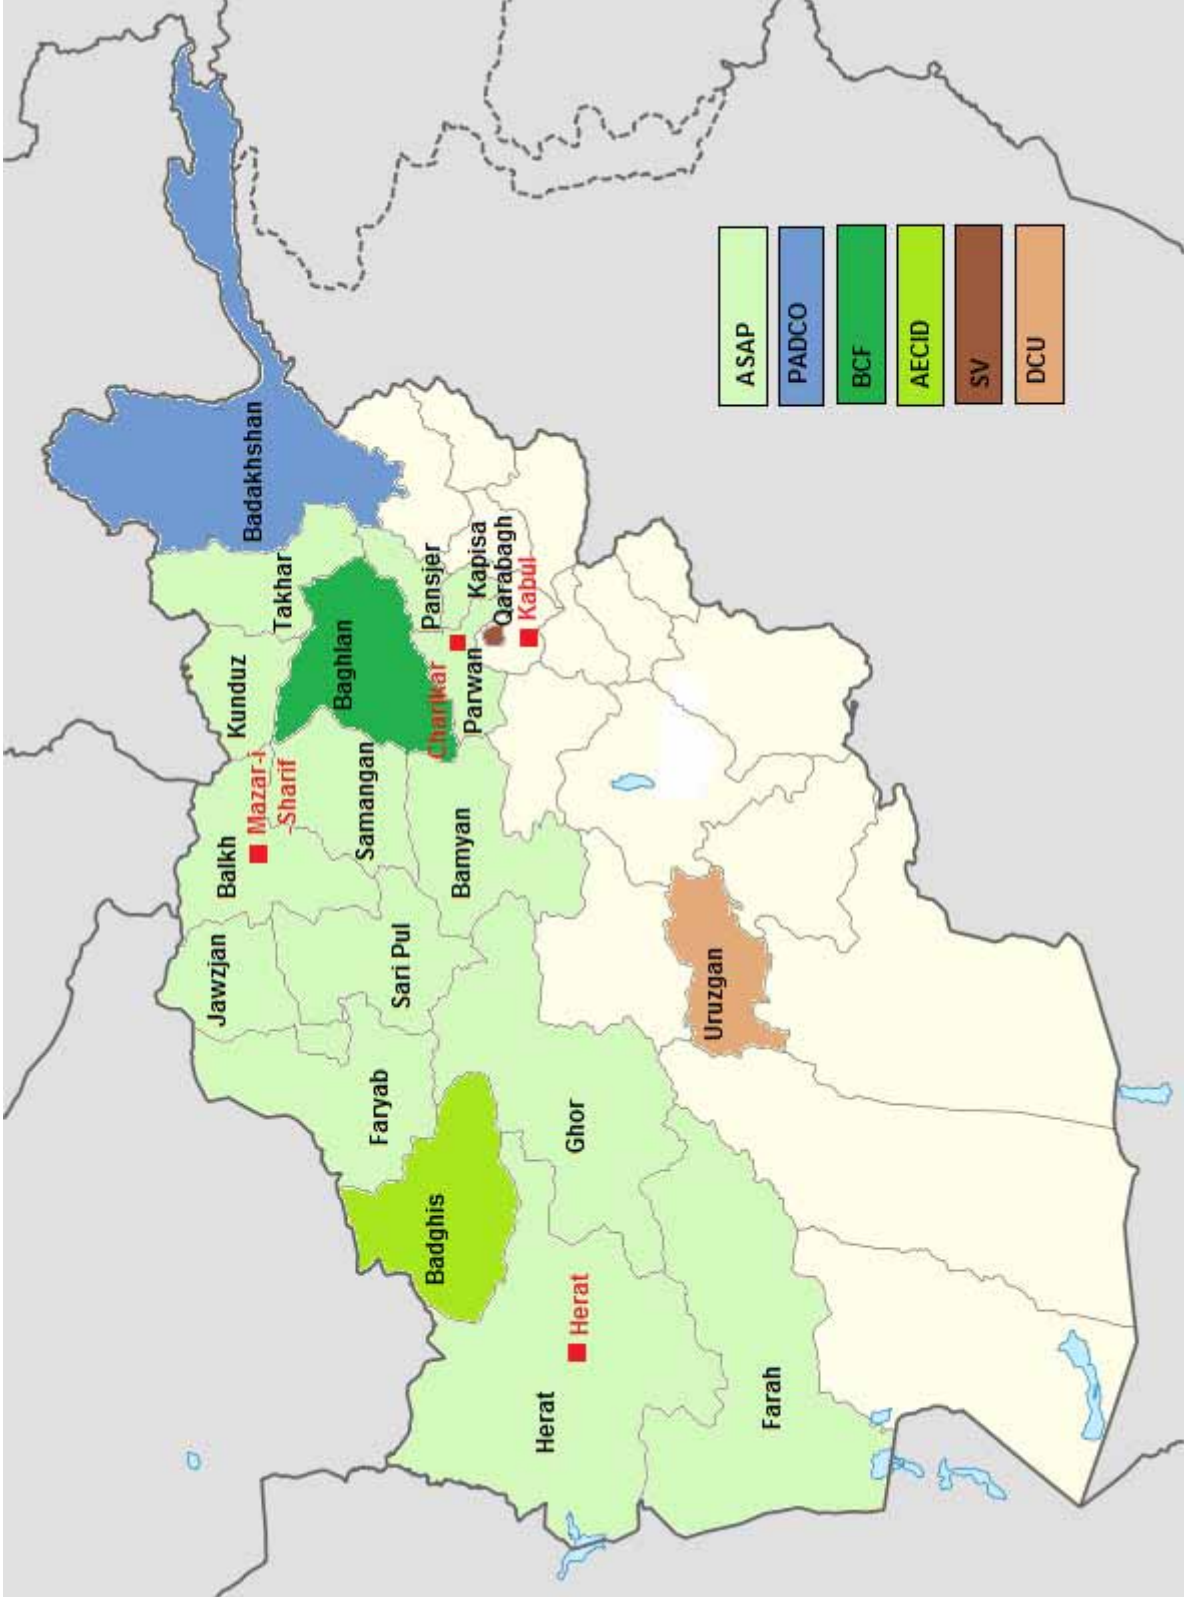 Badakhshan
Takhar
Kunduz
Baghlan
Pansjer
Kapisa
Qarabagh
Kabul
Charikar
Parwan
Mazar-i
-Sharif
Balkh
Samangan
Bamyan
Jawzjan
Sari Pul
Faryab
Badghis
Ghor
Uruzgan
Herat
Herat
Farah
ASAP
PADCO
BCF
AECID
SV
DCU